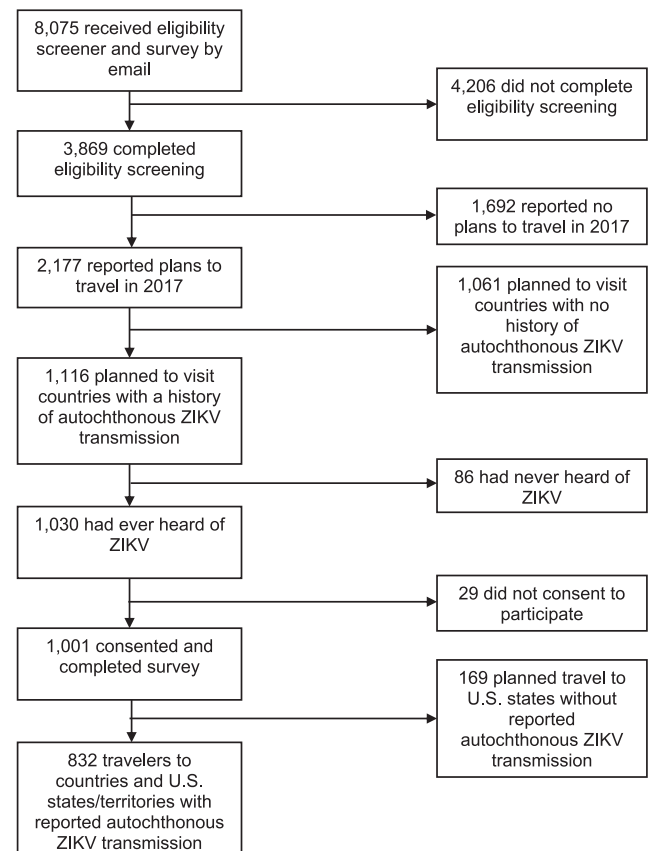 8,075 received eligibility
screener and survey by
email
4,206 did not complete
eligibility screening
3,869 completed
eligibility screening
1,692 reported no
plans to travel in 2017
2,177 reported plans to
travel in 2017
1,061 planned to visit
countries with no
history of
autochthonous ZIKV
transmission
1,116 planned to visit
countries with a history
of autochthonous ZIKV
transmission
86 had never heard of
ZIKV
1,030 had ever heard of
ZIKV
29 did not consent to
participate
1,001 consented and
completed survey
169 planned travel to
U.S. states without
reported
autochthonous ZIKV
transmission
832 travelers to
countries and U.S.
states/territories with
reported autochthonous
ZIKV transmission